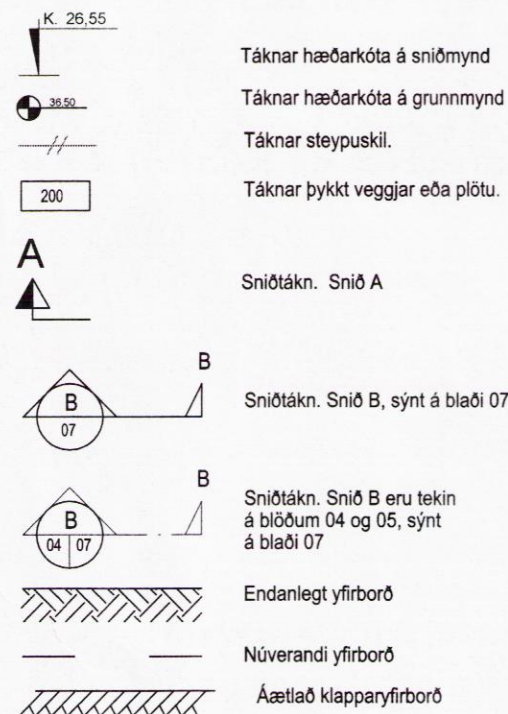 K. 26,55
Táknar hæðarkóta á sniðmynd
36.50
Táknar hæðarkóta á grunnmynd
Táknar steypuskil.
200
Táknar þykkt veggjar eða plötu.
A
Sniðtákn. Snið A
B
B
07
Sniðtákn. Snið B, sýnt á blaði 07
B
B
04 07
Sniðtákn. Snið B eru tekin
á blöðum 04 og 05, sýnt
á blaði 07
Endanlegt yfirborð
Núverandi yfirborð
Áætlað klapparyfirborð